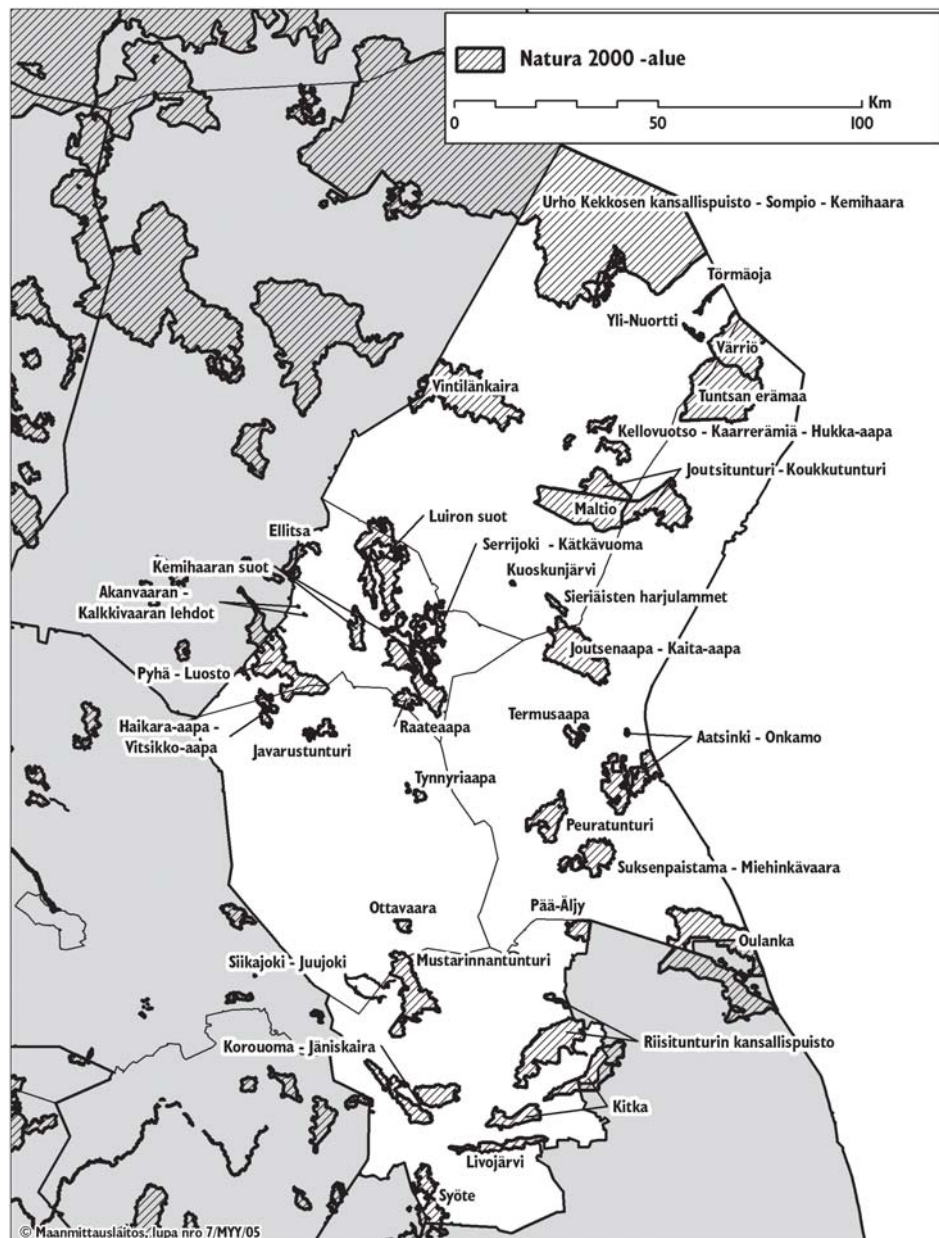 Natura 2000 -alue
Km
0 50 100
Urho Kekkosen kansallispuisto - Sompio - Kemihaara
Törmäoja
Yli-Nuortti
Värriö
Tuntsan erämaa
Vintilänkaira
Kellovuotso - Kaarrerämiä - Hukka-aapa
Joutsitunturi - Koukkutunturi
Maltio
Luiron suot
Ellitsa
Serrijoki - Kätkävuoma
Kemihaaran suot
Kuoskunjärvi
Akanvaaran -
Kalkkivaaran lehdot
Sieriäisten harjulammet
Joutsenaapa - Kaita-aapa
Pyhä - Luosto
Haikara-aapa -
Vitsikko-aapa
Raateaapa
Termusaapa
Javarustunturi
Aatsinki - Onkamo
Tynnyriaapa
Peuratunturi
Suksenpaistama - Miehinkävaara
Ottavaara
Pää-Äljy
Oulanka
Siikajoki - Juujoki
Mustarinnantunturi
Korouoma - Jäniskaira
Riisitunturin kansallispuisto
Kitka
Livojärvi
Syöte
© Maanmittausläitos, lupa nro 7/MYY/05